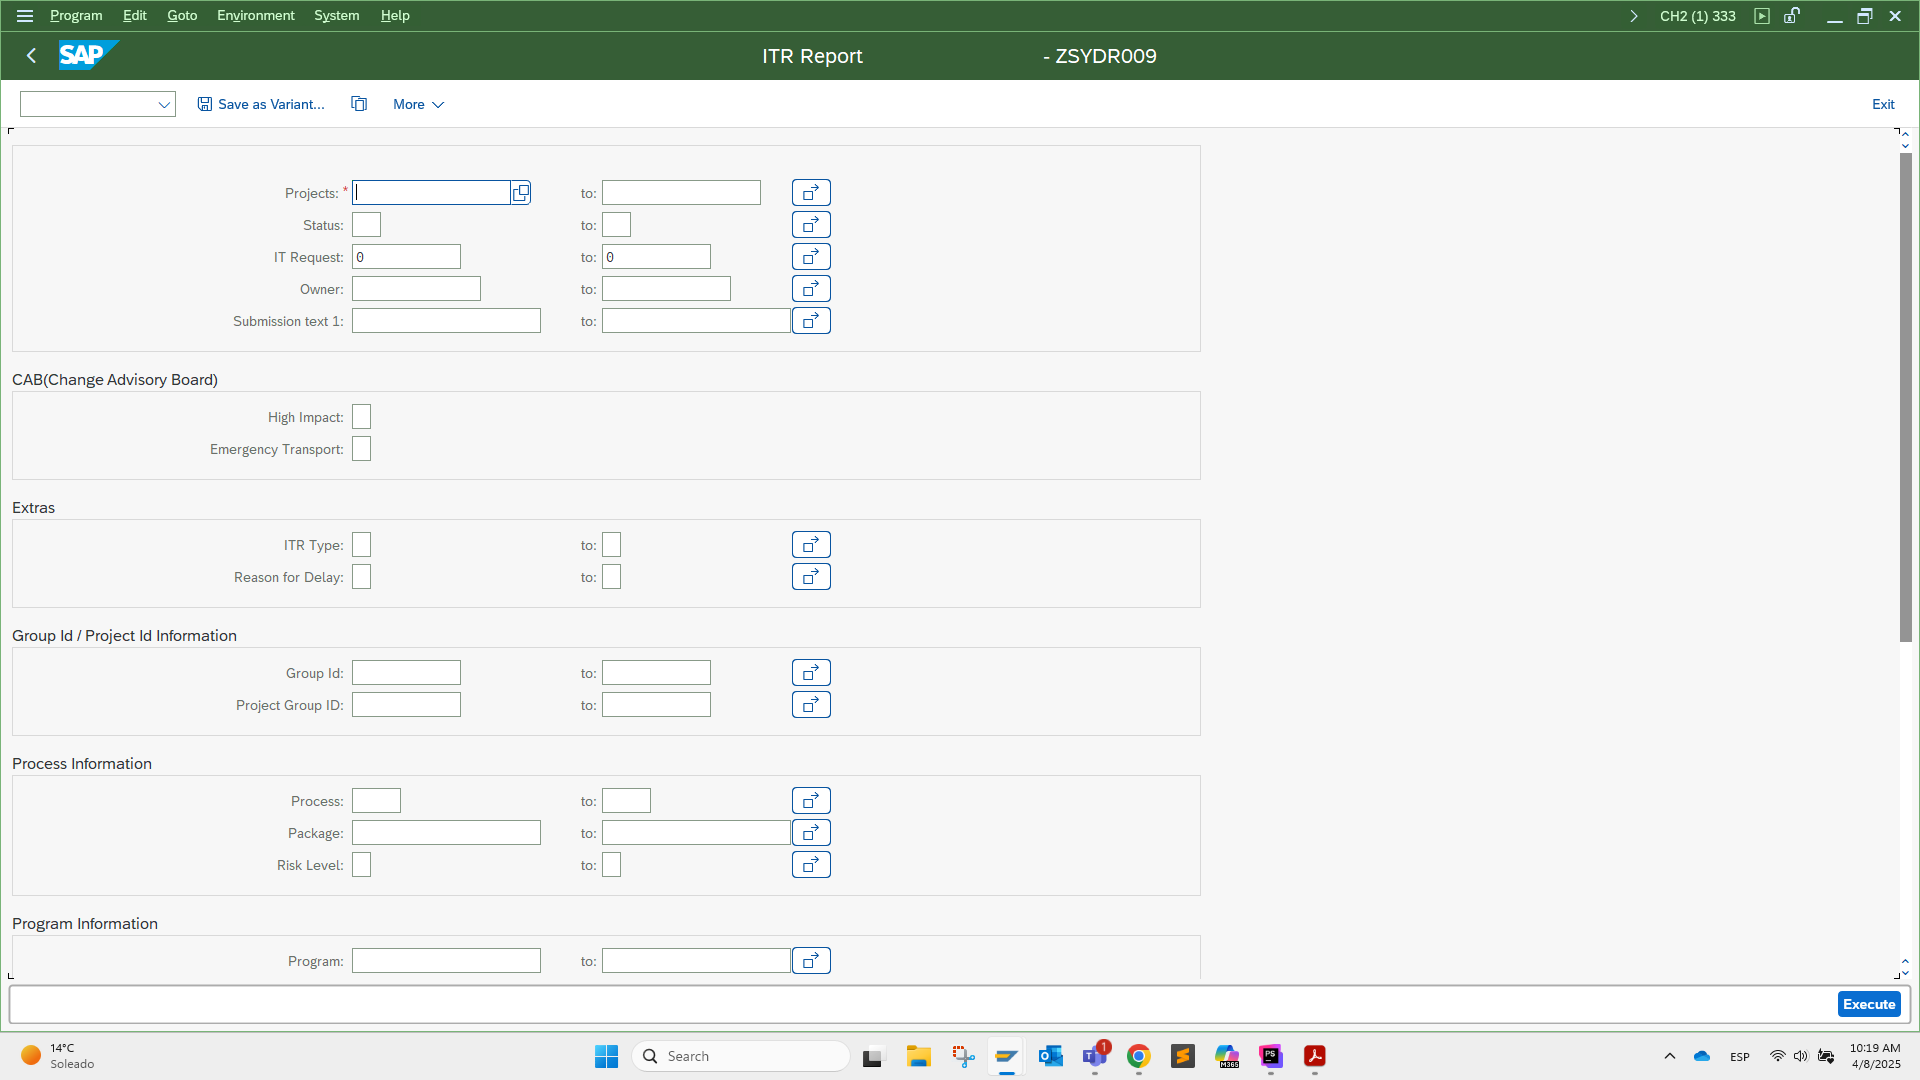 Program Edit Goto Environment System Help CH2 (1) 333
SAP ITR Report - ZSYDR009
Save as Variant... More Exit
Projects: * to:
Status: to:
IT Request: 0 to: 0
Owner: to:
Submission text 1: to:
CAB(Change Advisory Board)
High Impact:
Emergency Transport:
Extras
ITR Type: to:
Reason for Delay: to:
Group Id / Project Id Information
Group Id: to:
Project Group ID: to:
Process Information
Process: to:
Package: to:
Risk Level: to:
Program Information
Program: to:
Execute
14°C
Soleado
Search
1
M365
PS
ESP
10:19 AM
4/8/2025